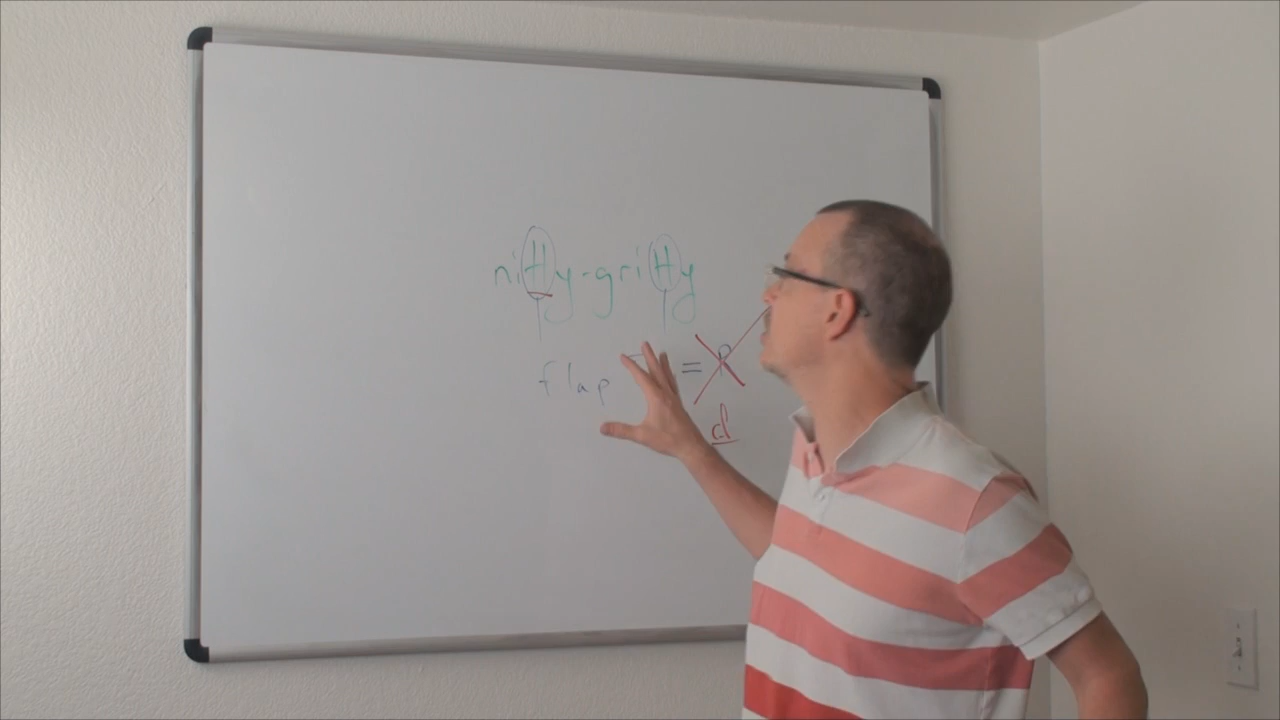 nitty-gritty
flap = 
d